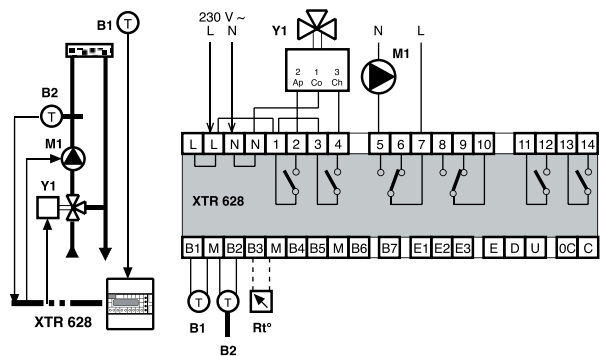 B1 T
B2
T
M1
Y1
XTR 628
230 V ~
L N
Y1
N L
M1
2 1 3
Ap Co Ch
L L N N 1 2 3 4 5 6 7 8 9 10 11 12 13 14
XTR 628
B1 M B2 B3 M B4 B5 M B6 B7 E1 E2 E3 E D U 0C C
T T
B1 Rt°
B2